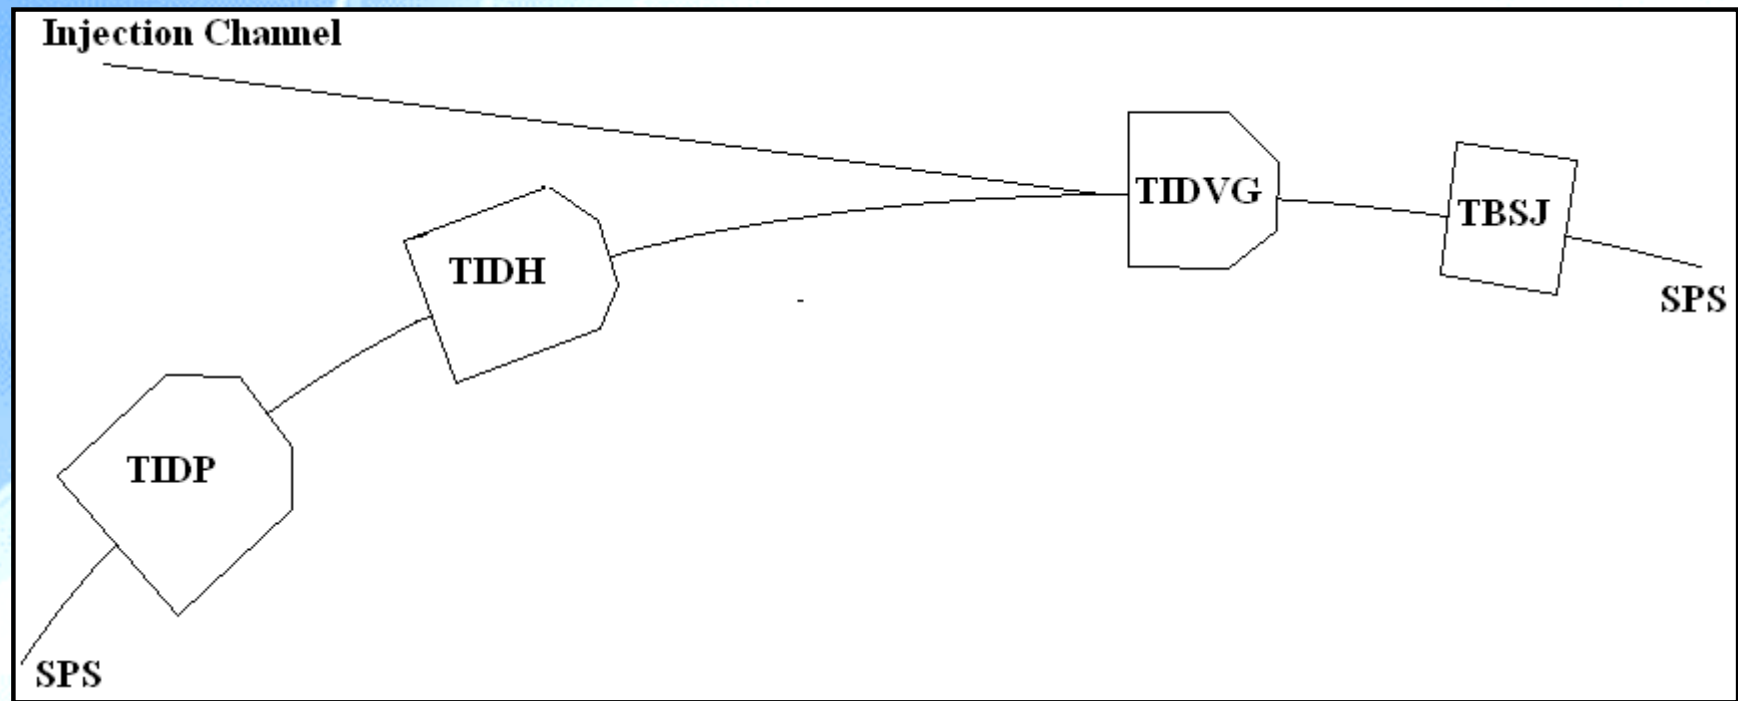 Injection Channel
TIDVG
TBSJ
TIDH
SPS
TIDP
SPS